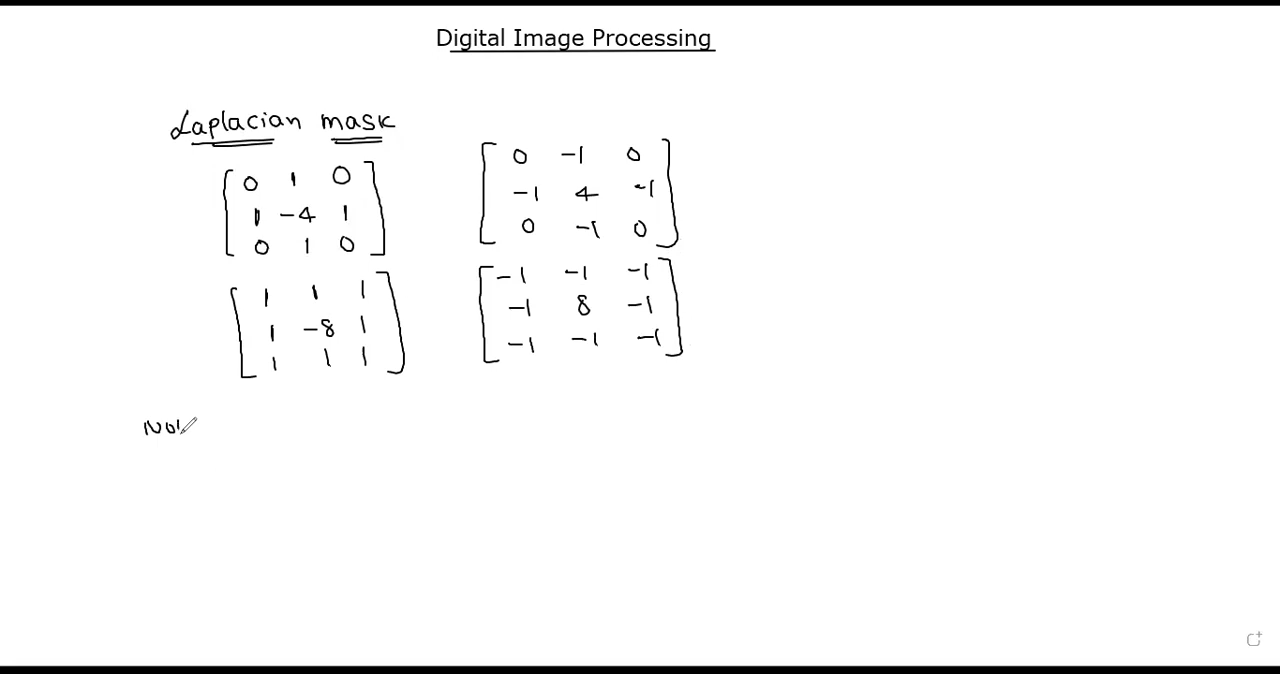 Digital Image Processing
Laplacian mask
0 1 0
1 -4 1
0 1 0
1 1 1
1 -8 1
1 1 1
0 -1 0
-1 4 -1
0 -1 0
-1 -1 -1
-1 8 -1
-1 -1 -1